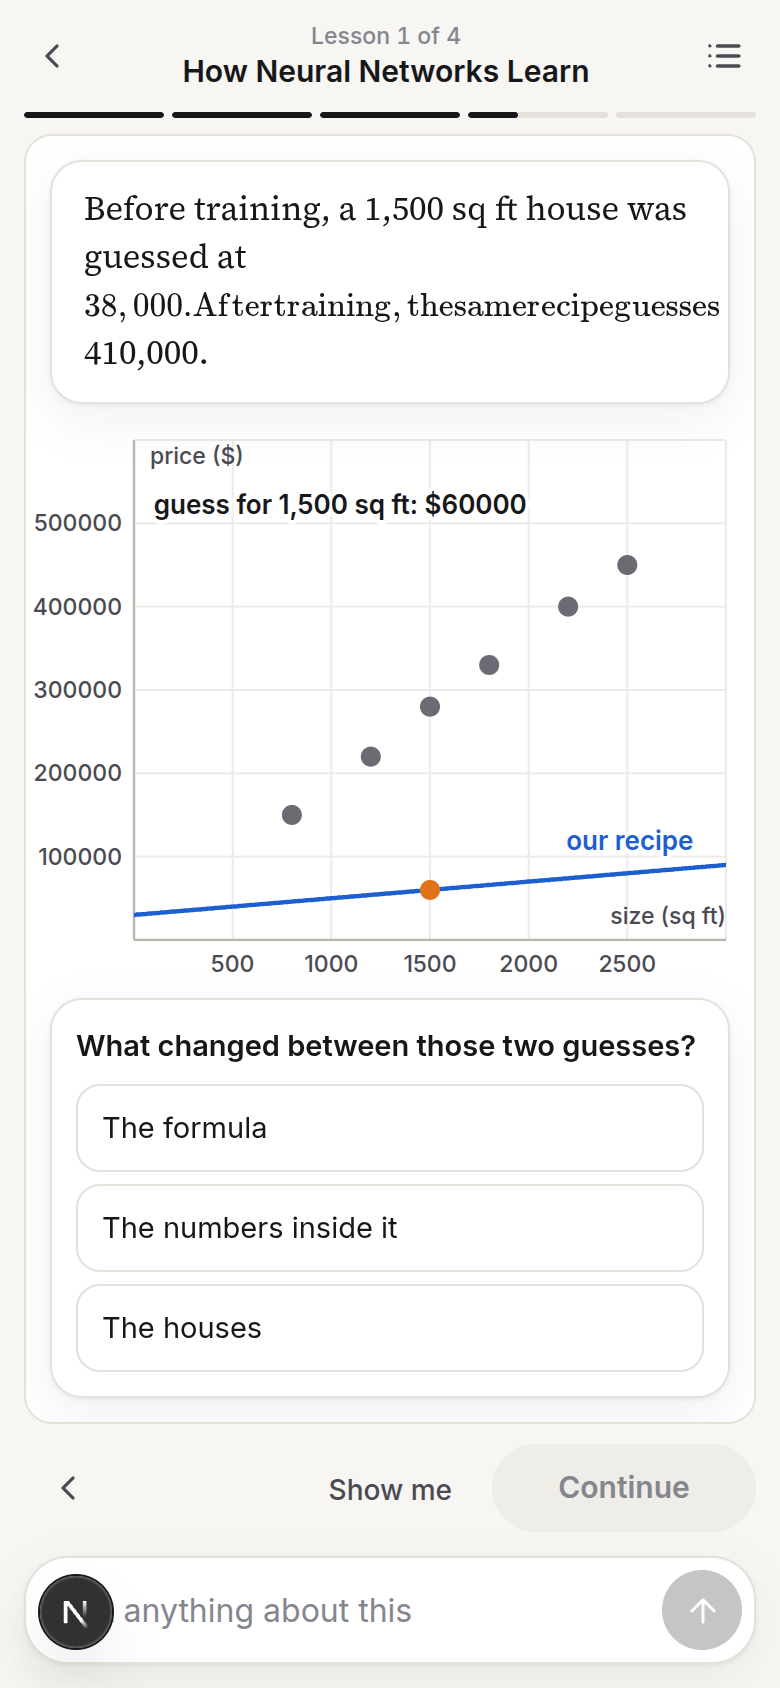 Lesson 1 of 4
How Neural Networks Learn
Before training, a 1,500 sq ft house was
guessed at
38, 000.Aftertraining, thesamerecipeguesses
410,000.
price ($)
guess for 1,500 sq ft: $60000
500000
400000
300000
200000
100000
our recipe
size (sq ft)
500 1000 1500 2000 2500
What changed between those two guesses?
The formula
The numbers inside it
The houses
Show me
Continue
N
anything about this